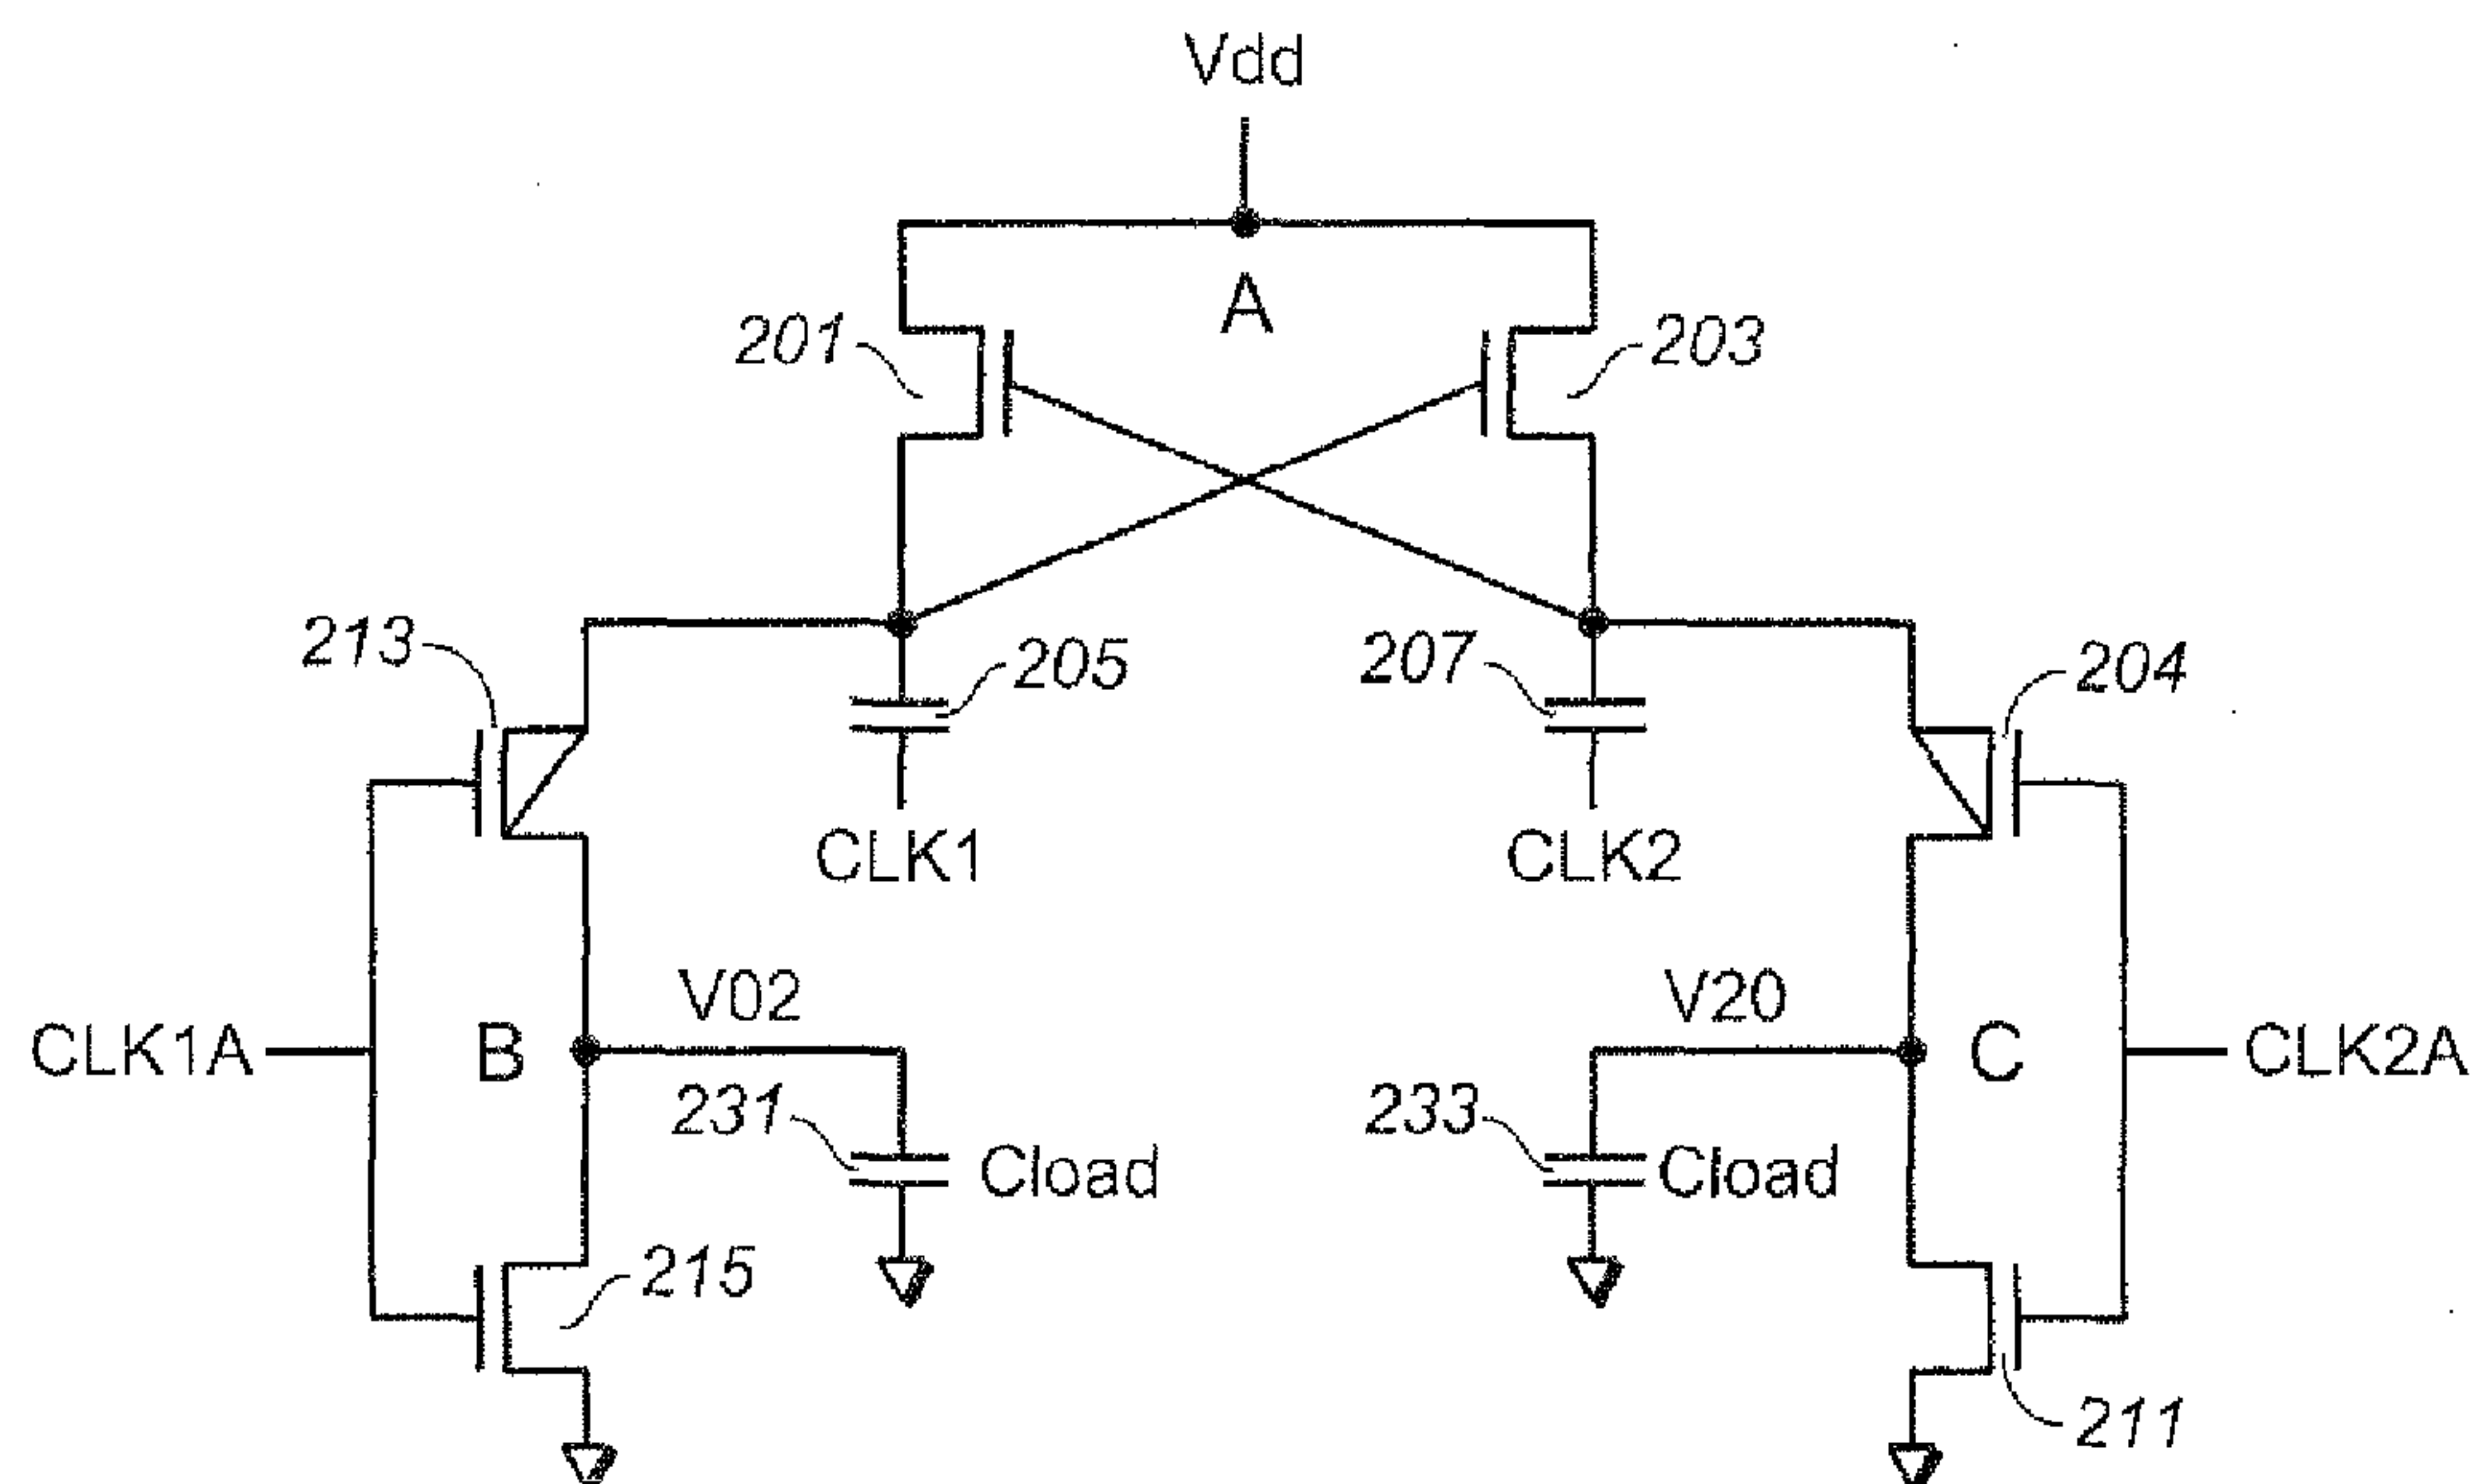 Vdd
A
201
203
213
205
207
204
CLK1
CLK2
V02
V20
CLK1A
B
C
CLK2A
231
Cload
233
Cload
215
211